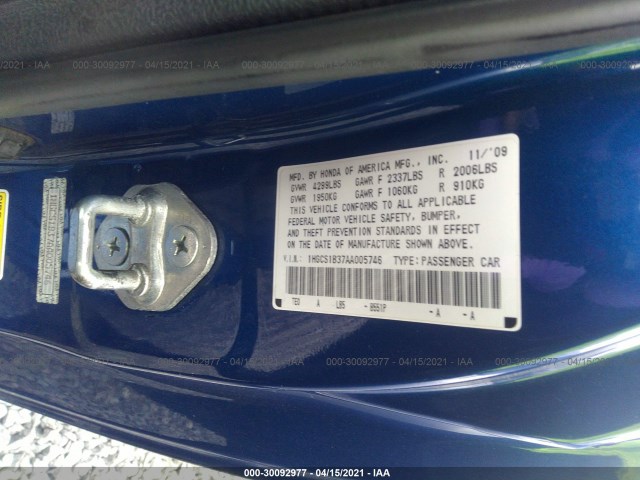 000-30092977 - 04/15/2021 - IAA
MFD. BY HONDA OF AMERICA MFG., INC. 11/'09
GVWR 4299LBS GAWR F 2337LBS R 2006LBS
GVWR 1950KG GAWR F 1060KG R 910KG
THIS VEHICLE CONFORMS TO ALL APPLICABLE
FEDERAL MOTOR VEHICLE SAFETY, BUMPER,
AND THEFT PREVENTION STANDARDS IN EFFECT
ON THE DATE OF MANUFACTURE SHOWN ABOVE.
V.I.N.: 1HGCS1B37AA005746 TYPE: PASSENGER CAR
TE0 A L95 - B551P - A - A
000-30092977 - 04/15/2021 - IAA
000-30092977 - 04/15/2021 - IAA